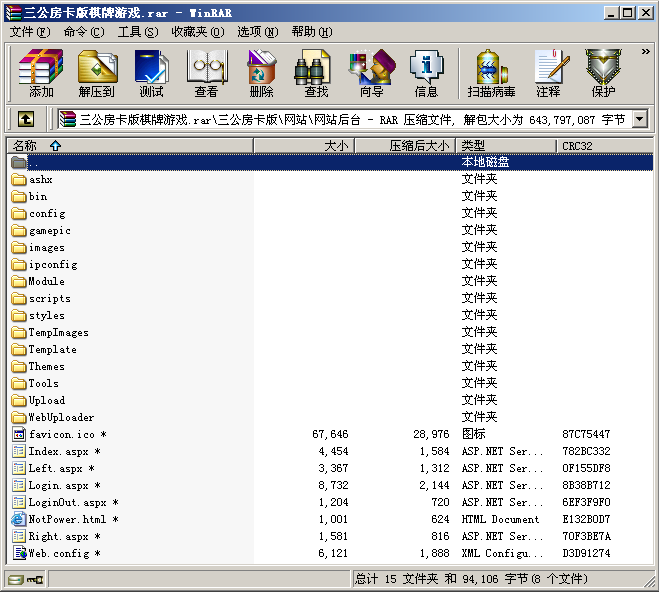 三公房卡版棋牌游戏.rar - WinRAR
文件(F) 命令(C) 工具(S) 收藏夹(O) 选项(N) 帮助(H)
添加 解压到 测试 查看 删除 查找 向导 信息 扫描病毒 注释 保护 »
三公房卡版棋牌游戏.rar\三公房卡版\网站\网站后台 - RAR 压缩文件, 解包大小为 643,797,087 字节
名称 大小 压缩后大小 类型 CRC32
.. 本地磁盘
ashx 文件夹
bin 文件夹
config 文件夹
gamepic 文件夹
images 文件夹
ipconfig 文件夹
Module 文件夹
scripts 文件夹
styles 文件夹
TempImages 文件夹
Template 文件夹
Themes 文件夹
Tools 文件夹
Upload 文件夹
WebUploader 文件夹
favicon.ico * 67,646 28,976 图标 87C75447
Index.aspx * 4,454 1,584 ASP.NET Ser... 782BC332
Left.aspx * 3,367 1,312 ASP.NET Ser... 0F155DF8
Login.aspx * 8,732 2,144 ASP.NET Ser... 8B38B712
LoginOut.aspx * 1,204 720 ASP.NET Ser... 6EF3F9F0
NotPower.html * 1,001 624 HTML Document E132B0D7
Right.aspx * 1,581 816 ASP.NET Ser... 70F3BE7A
Web.config * 6,121 1,888 XML Configu... D3D91274
总计 15 文件夹 和 94,106 字节(8 个文件)